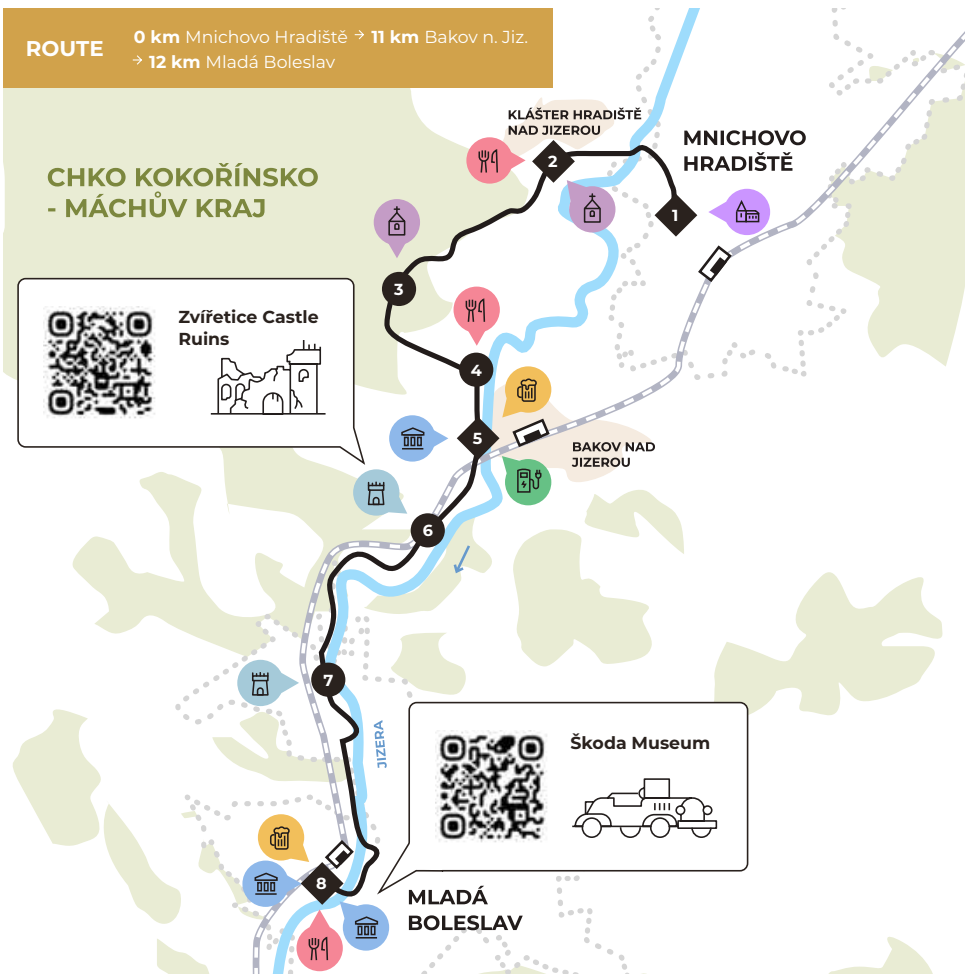 ROUTE
0 km Mnichovo Hradiště → 11 km Bakov n. Jiz.
→ 12 km Mladá Boleslav
KLÁŠTER HRADIŠTĚ
NAD JIZEROU
MNICHOVO
HRADIŠTĚ
CHKO KOKOŘÍNSKO
- MÁCHŮV KRAJ
2
1
3
Zvířetice Castle
Ruins
4
5
BAKOV NAD
JIZEROU
6
7
JIZERA
Škoda Museum
8
MLADÁ
BOLESLAV